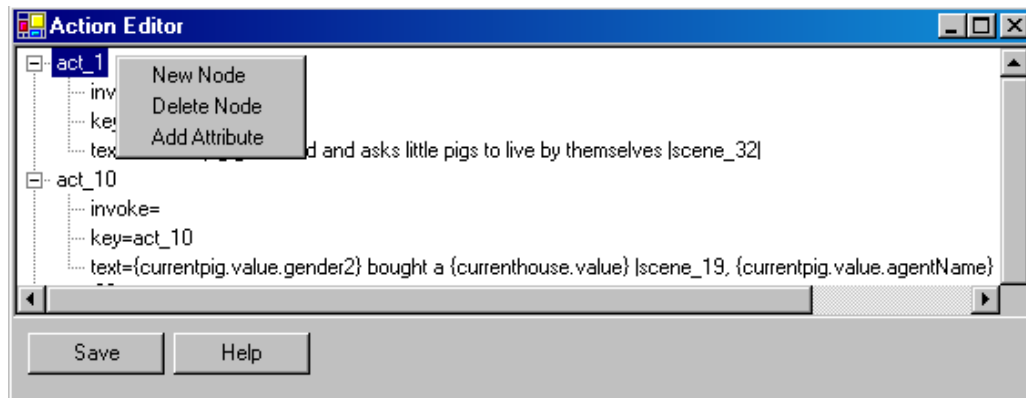 Action Editor
act_1
New Node
Delete Node
Add Attribute
inv
key
tex d and asks little pigs to live by themselves |scene_32|
act_10
invoke=
key=act_10
text={currentpig.value.gender2} bought a {currenthouse.value} |scene_19, {currentpig.value.agentName}
Save
Help